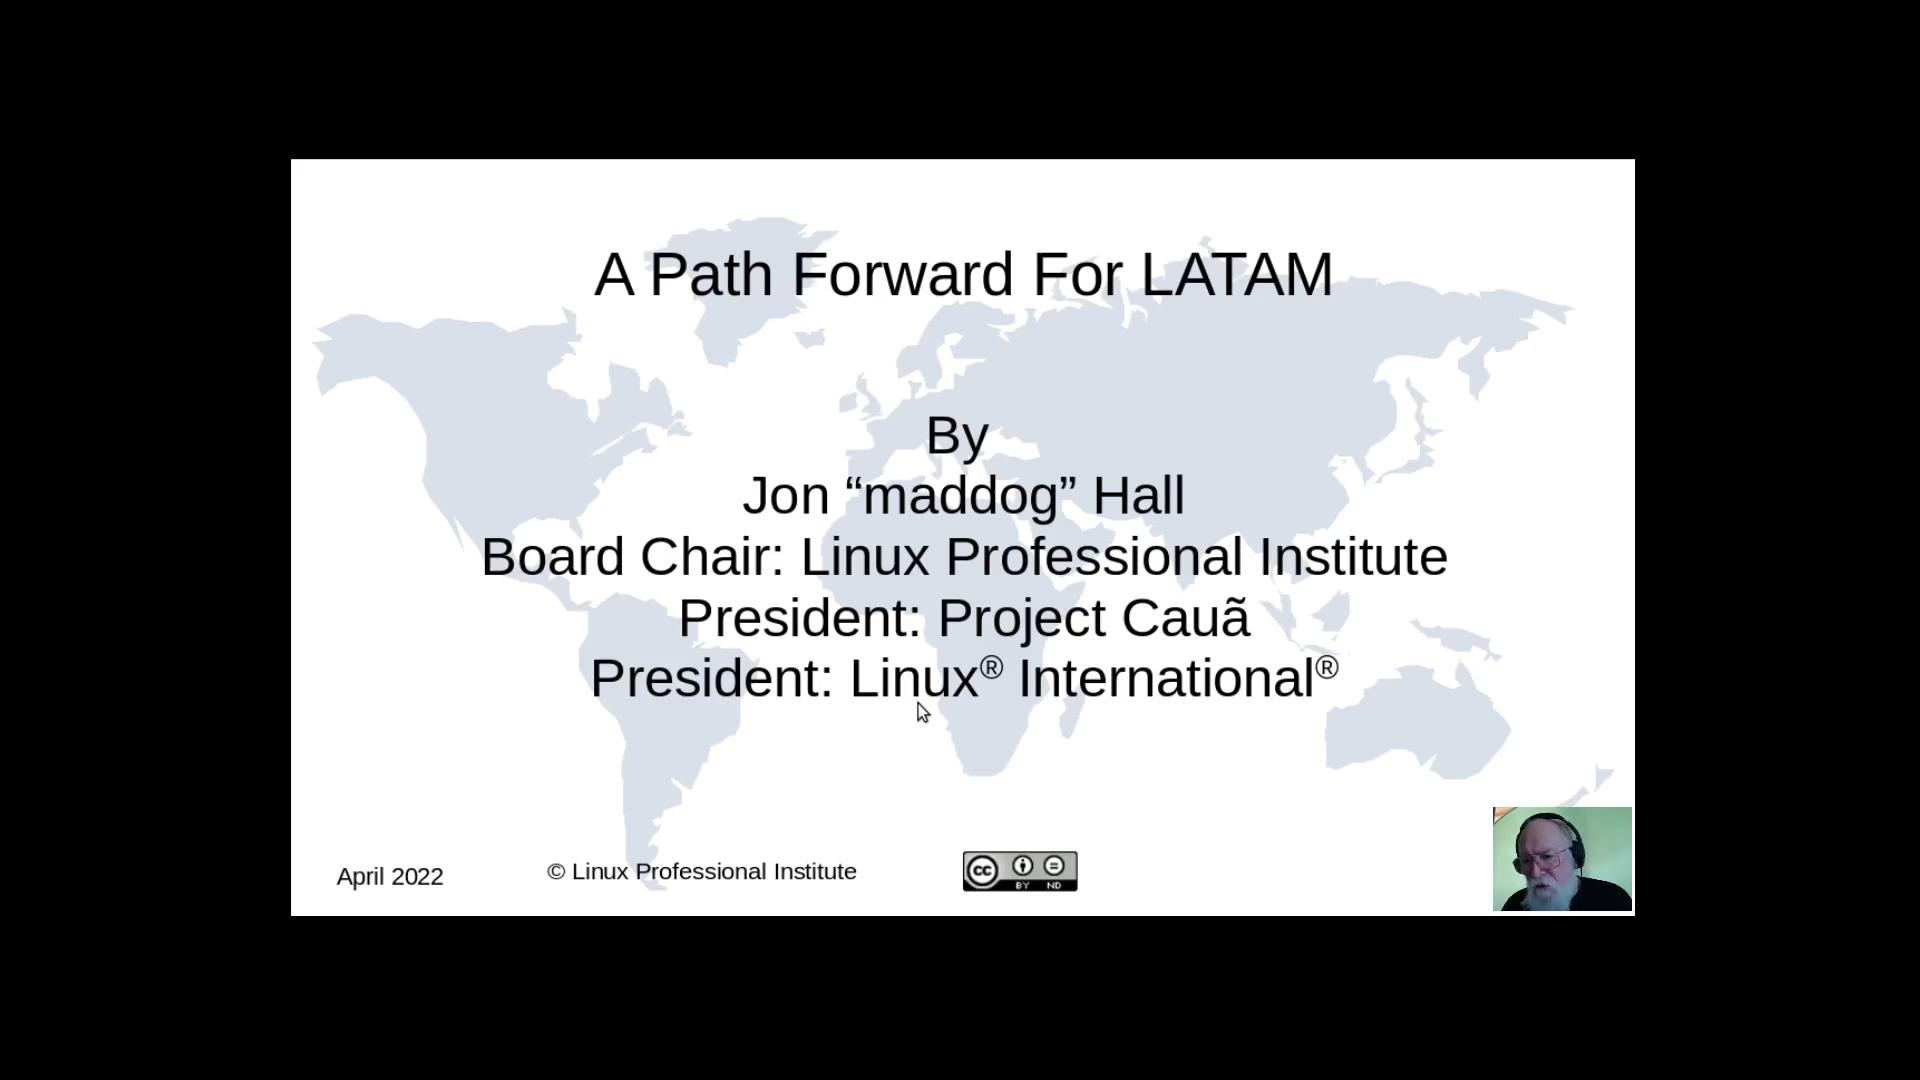 A Path Forward For LATAM
By
Jon “maddog” Hall
Board Chair: Linux Professional Institute
President: Project Cauã
President: Linux® International®
April 2022
© Linux Professional Institute
cc
BY ND